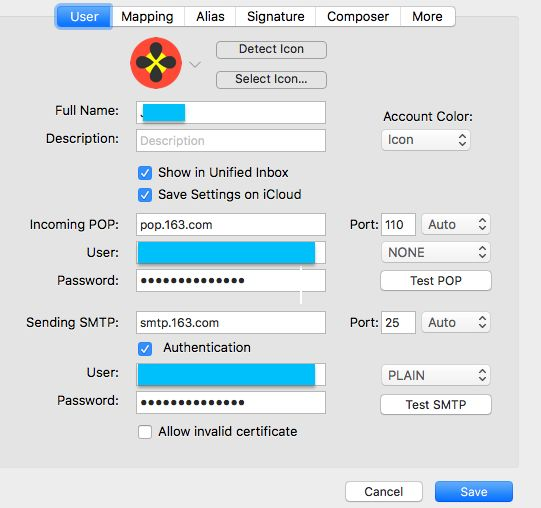 User Mapping Alias Signature Composer More
Detect Icon
Select Icon...
Full Name:
Account Color:
Description: Description
Icon
Show in Unified Inbox
Save Settings on iCloud
Incoming POP: pop.163.com Port: 110 Auto
User: NONE
Password: •••••••••••••• Test POP
Sending SMTP: smtp.163.com Port: 25 Auto
Authentication
User: PLAIN
Password: •••••••••••••• Test SMTP
Allow invalid certificate
Cancel Save